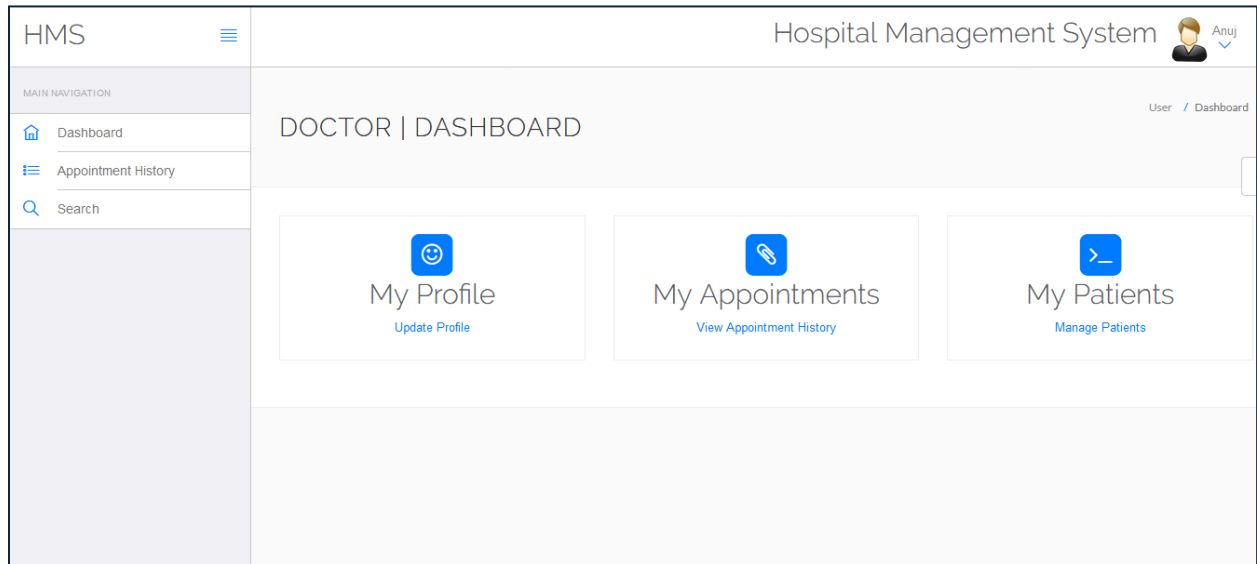 HMS
Hospital Management System
Anuj
MAIN NAVIGATION
Dashboard
Appointment History
Search
User / Dashboard
DOCTOR | DASHBOARD
My Profile
Update Profile
My Appointments
View Appointment History
My Patients
Manage Patients